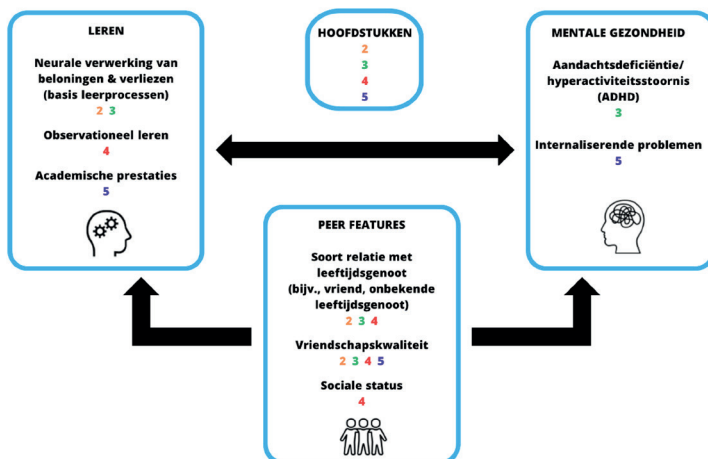 LEREN
Neurale verwerking van
beloningen & verliezen
(basis leerprocessen)
2 3
Observationeel leren
4
Academische prestaties
5
HOOFDSTUKKEN
2
3
4
5
MENTALE GEZONDHEID
Aandachtsdeficiëntie/
hyperactiviteitsstoornis
(ADHD)
3
Internaliserende problemen
5
PEER FEATURES
Soort relatie met
leeftijdsgenoot
(bijv., vriend, onbekende
leeftijdsgenoot)
2 3 4
Vriendschapskwaliteit
2 3 4 5
Sociale status
4